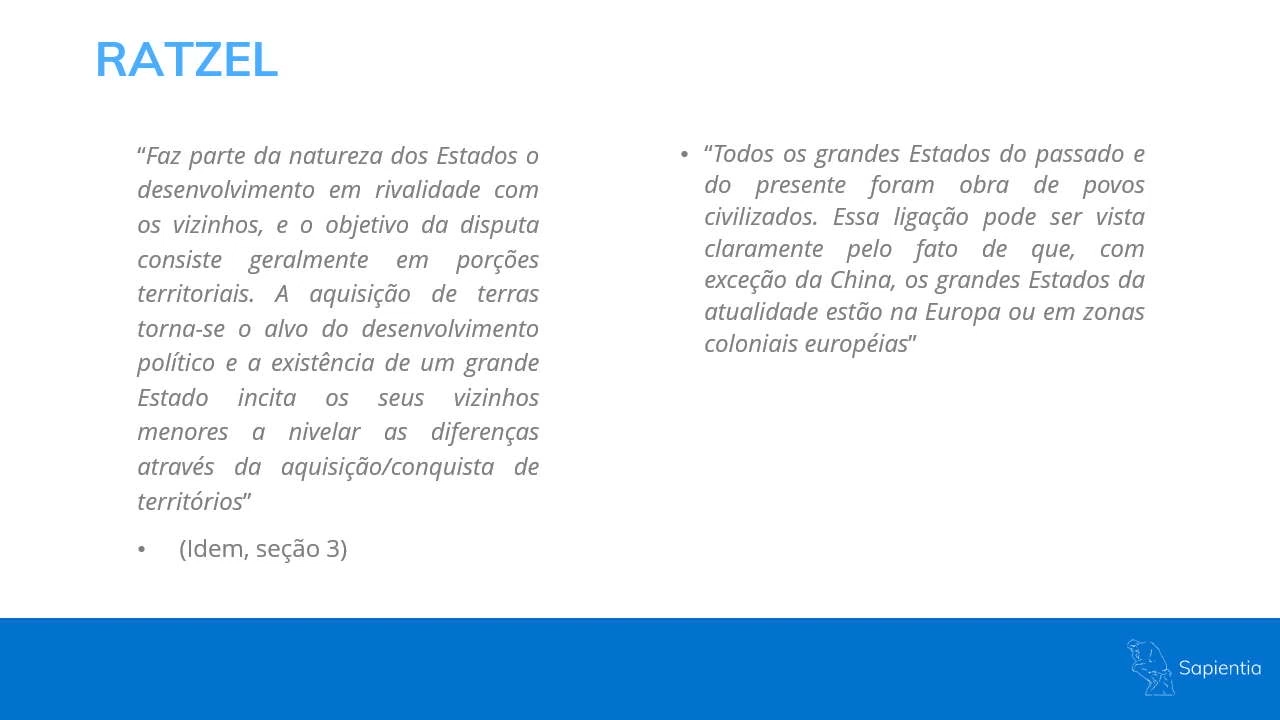 RATZEL
“Faz parte da natureza dos Estados o
desenvolvimento em rivalidade com
os vizinhos, e o objetivo da disputa
consiste geralmente em porções
territoriais. A aquisição de terras
torna-se o alvo do desenvolvimento
político e a existência de um grande
Estado incita os seus vizinhos
menores a nivelar as diferenças
através da aquisição/conquista de
territórios”
• (Idem, seção 3)
• “Todos os grandes Estados do passado e
do presente foram obra de povos
civilizados. Essa ligação pode ser vista
claramente pelo fato de que, com
exceção da China, os grandes Estados da
atualidade estão na Europa ou em zonas
coloniais européias”
Sapientia